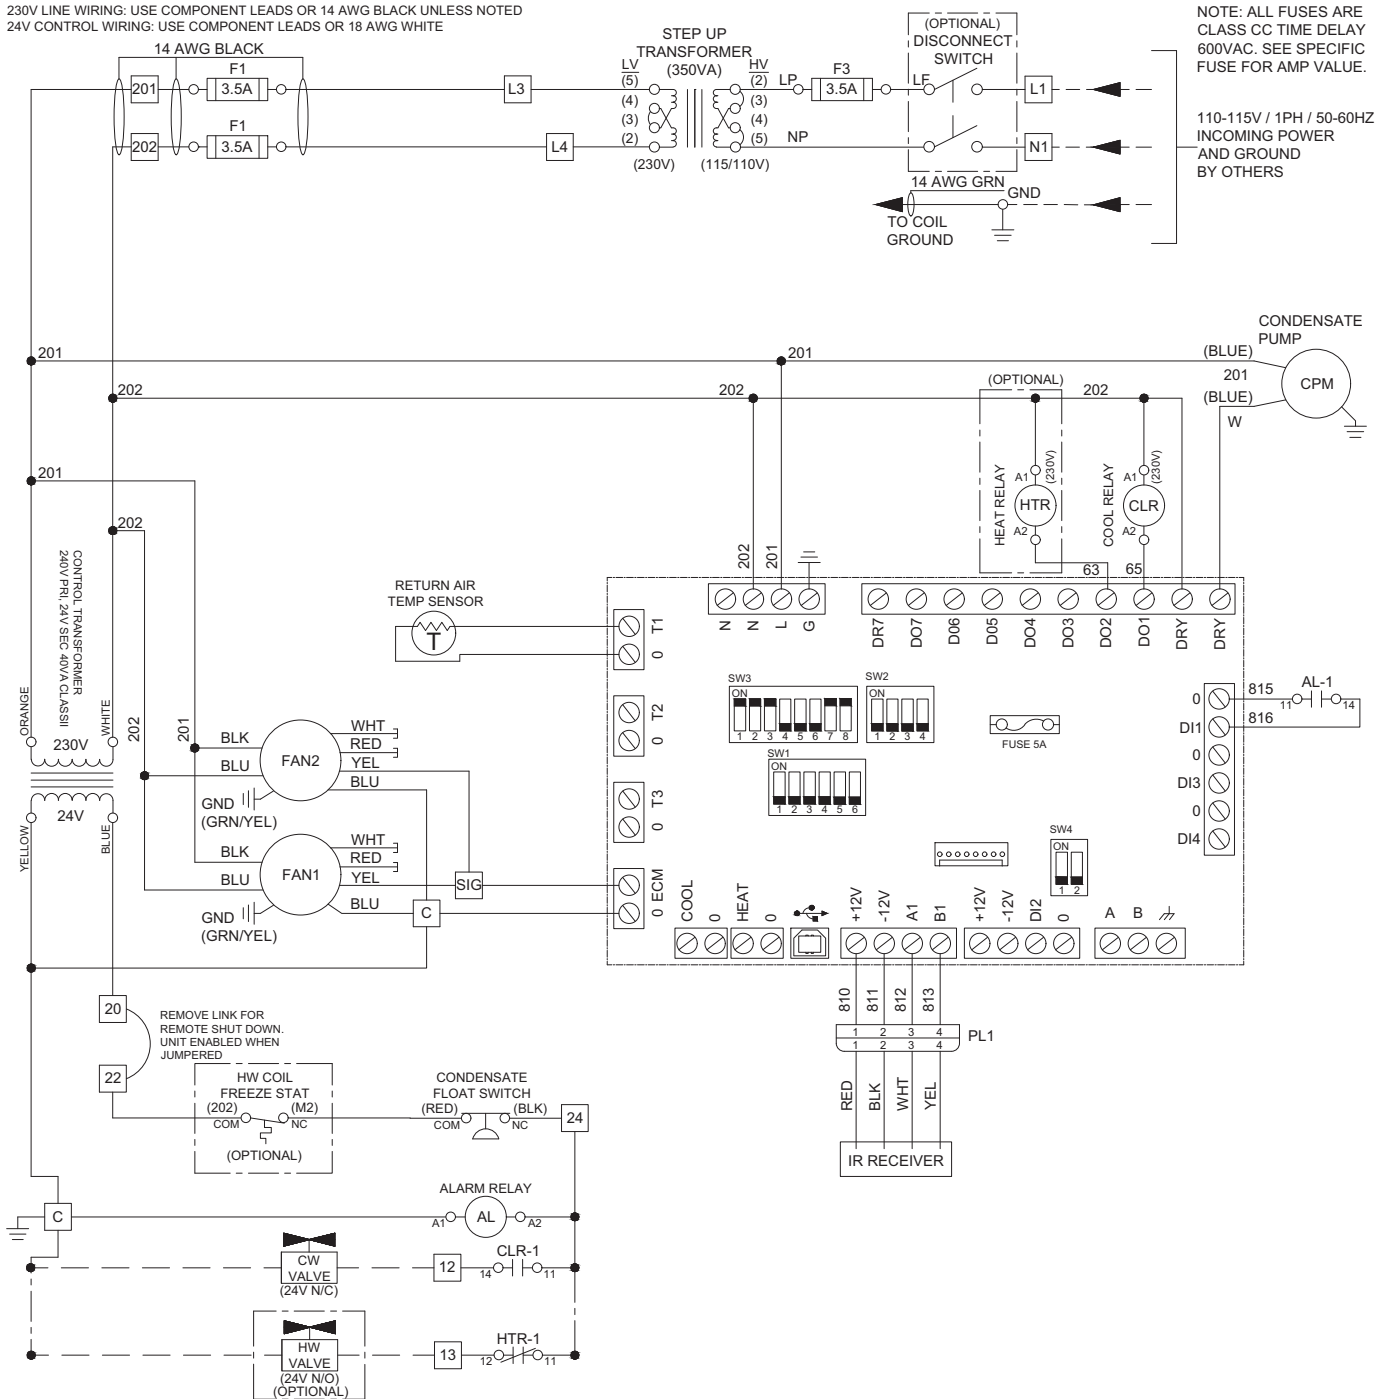 230V LINE WIRING: USE COMPONENT LEADS OR 14 AWG BLACK UNLESS NOTED
24V CONTROL WIRING: USE COMPONENT LEADS OR 18 AWG WHITE
NOTE: ALL FUSES ARE
CLASS CC TIME DELAY
600VAC. SEE SPECIFIC
FUSE FOR AMP VALUE.
14 AWG BLACK
201
F1
3.5A
L3
202
F1
3.5A
L4
STEP UP
TRANSFORMER
(350VA)
LV
(5)
(4)
(3)
(2)
(230V)
HV
(2)
(3)
(4)
(5)
(115/110V)
LP
F3
3.5A
LF
NP
(OPTIONAL)
DISCONNECT
SWITCH
L1
N1
14 AWG GRN
GND
TO COIL
GROUND
110-115V / 1PH / 50-60HZ
INCOMING POWER
AND GROUND
BY OTHERS
201
201
202
202
202
CONDENSATE
PUMP
(BLUE)
201
(BLUE)
W
CPM
(OPTIONAL)
HEAT RELAY
A1
(230V)
HTR
A2
63
COOL RELAY
A1
(230V)
CLR
A2
65
201
202
CONTROL TRANSFORMER
240V PRI, 24V SEC 40VA CLASSII
ORANGE
WHITE
230V
24V
YELLOW
BLUE
202
201
BLK
BLU
FAN2
WHT
RED
YEL
BLU
GND
(GRN/YEL)
BLK
BLU
FAN1
WHT
RED
YEL
BLU
GND
(GRN/YEL)
SIG
C
RETURN AIR
TEMP SENSOR
T
T1
0
T2
0
T3
0
ECM
0
202
201
N
N
L
G
DR7
DO7
D06
D05
DO4
DO3
DO2
DO1
DRY
DRY
SW3
ON
1 2 3 4 5 6 7 8
SW2
ON
1 2 3 4
SW1
ON
1 2 3 4 5 6
FUSE 5A
SW4
ON
1 2
0
DI1
0
DI3
0
DI4
815
816
AL-1
11
14
COOL
0
HEAT
0
+12V
-12V
A1
B1
+12V
-12V
DI2
0
A
B
810
811
812
813
1 2 3 4
1 2 3 4
PL1
RED
BLK
WHT
YEL
IR RECEIVER
20
REMOVE LINK FOR
REMOTE SHUT DOWN.
UNIT ENABLED WHEN
JUMPERED
22
HW COIL
FREEZE STAT
(202)
(M2)
COM
NC
(OPTIONAL)
CONDENSATE
FLOAT SWITCH
(RED)
(BLK)
COM
NC
24
ALARM RELAY
A1
AL
A2
C
CW
VALVE
(24V N/C)
12
CLR-1
14
11
HW
VALVE
(24V N/O)
(OPTIONAL)
13
HTR-1
12
11